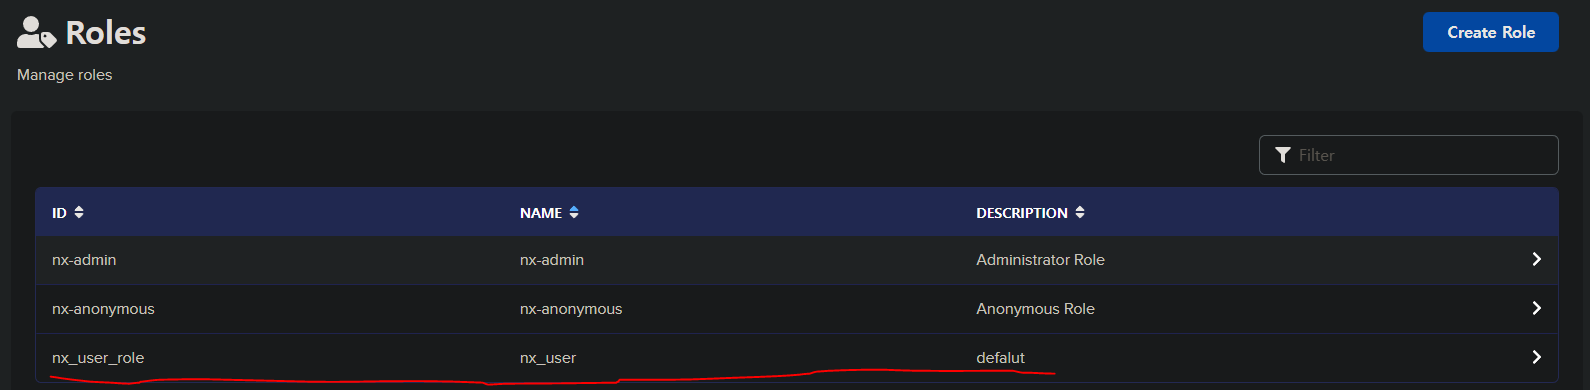 Roles
Create Role
Manage roles
Filter
ID NAME DESCRIPTION
nx-admin nx-admin Administrator Role
nx-anonymous nx-anonymous Anonymous Role
nx_user_role nx_user defalut